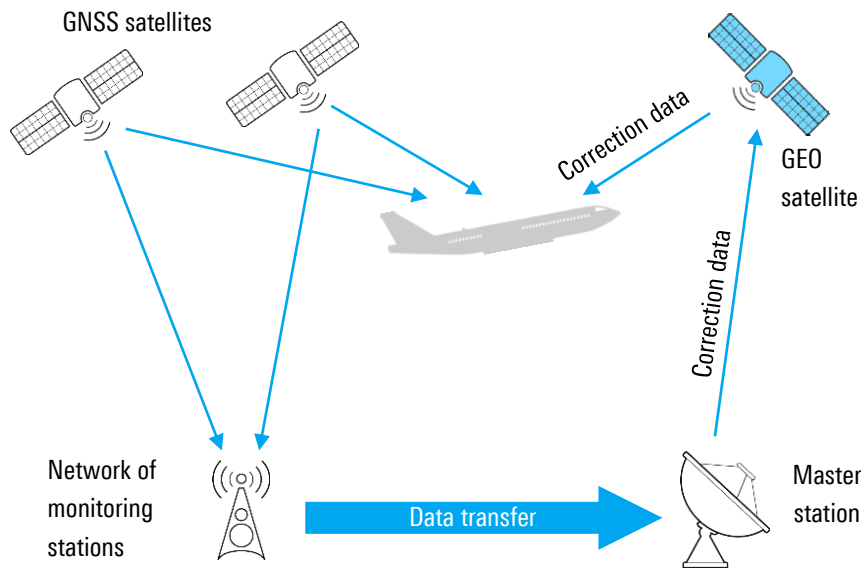 GNSS satellites
Correction data
GEO
satellite
Correction data
Network of
monitoring
stations
Data transfer
Master
station